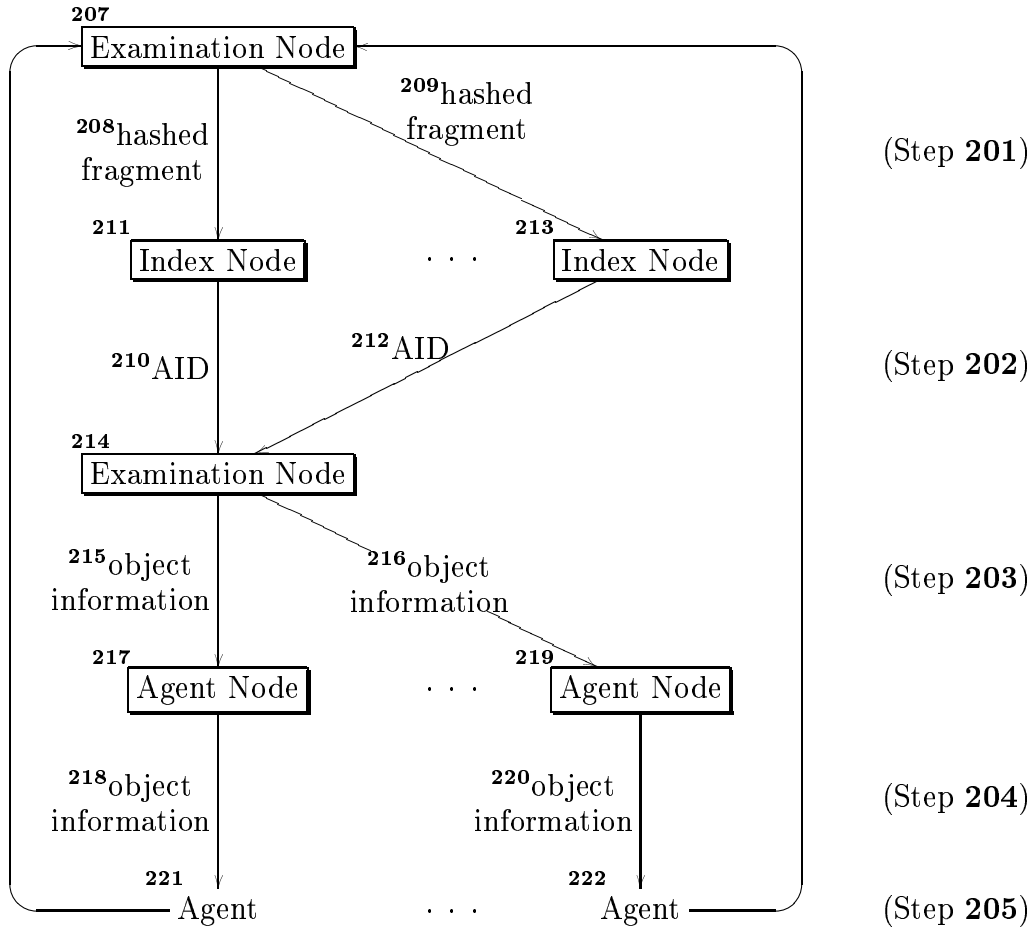 207
Examination Node
209hashed
fragment
208hashed
fragment
(Step 201)
211
Index Node
. . .
213
Index Node
210AID
212AID
(Step 202)
214
Examination Node
215object
information
216object
information
(Step 203)
217
Agent Node
. . .
219
Agent Node
218object
information
220object
information
(Step 204)
221
Agent
. . .
222
Agent
(Step 205)